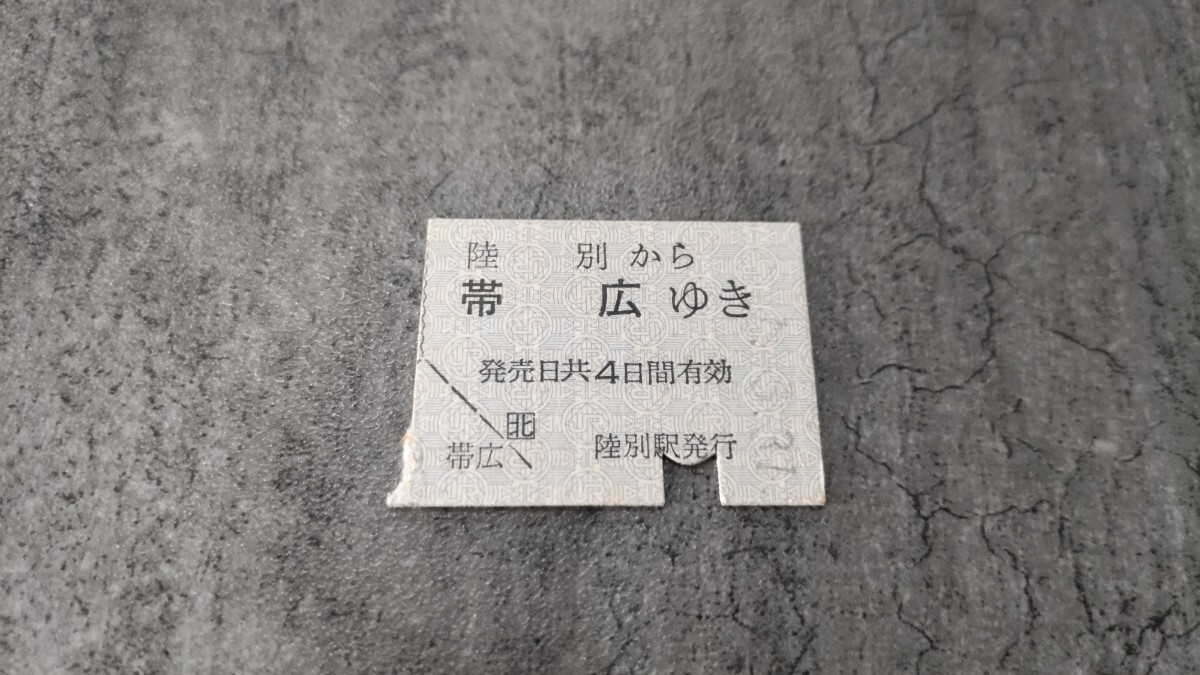 陸別から
帯広ゆき
発売日共4日間有効
北
帯広
陸別駅発行